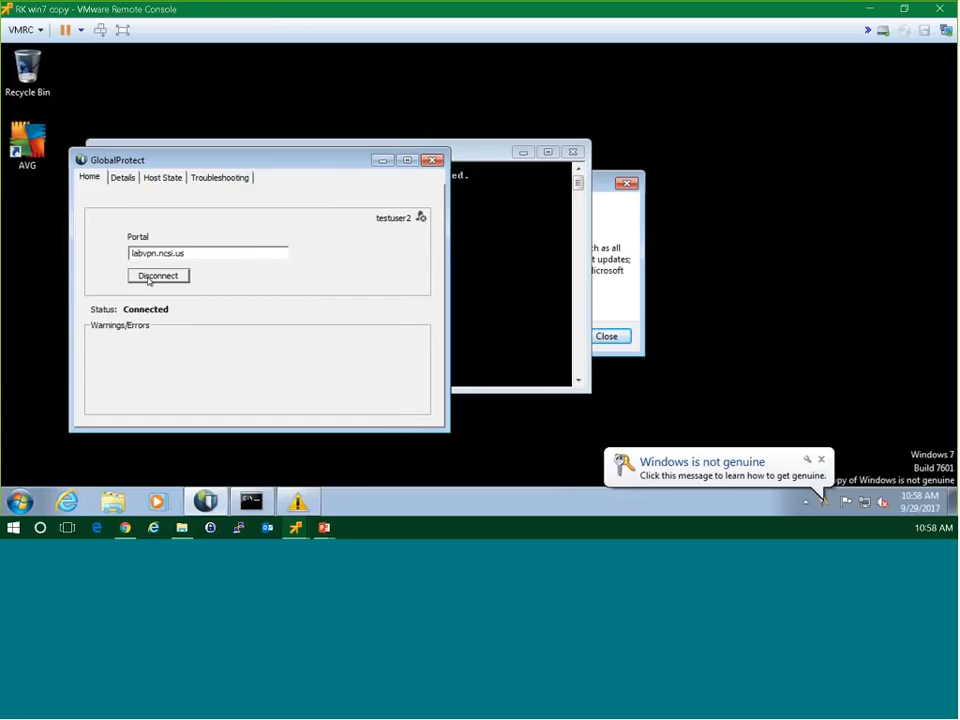 RK win7 copy - VMware Remote Console
VMRC
Recycle Bin
AVG
GlobalProtect
Home
Details
Host State
Troubleshooting
testuser2
Portal
labvpn.ncsi.us
Disconnect
Status: Connected
Warnings/Errors
ed.
ch as all
t updates;
icrosoft
Close
Windows is not genuine
Click this message to learn how to get genuine.
Windows 7
Build 7601
opy of Windows is not genuine
10:58 AM
9/29/2017
10:58 AM